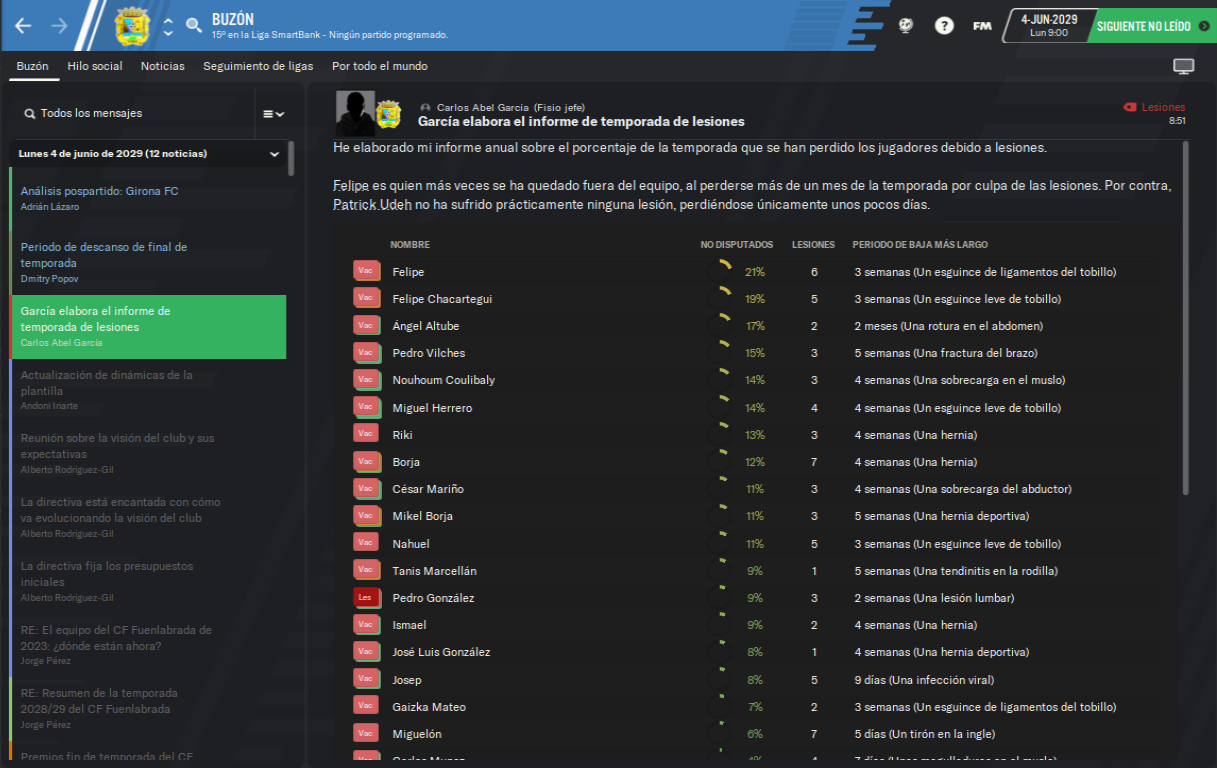 BUZÓN
15º en la Liga SmartBank - Ningún partido programado.
?
FM
4-JUN-2029
Lun 9:00
SIGUIENTE NO LEÍDO
Buzón Hilo social Noticias Seguimiento de ligas Por todo el mundo
Todos los mensajes
Lunes 4 de junio de 2029 (12 noticias)
Análisis pospartido: Girona FC
Adrián Lázaro
Periodo de descanso de final de
temporada
Dmitry Popov
García elabora el informe de
temporada de lesiones
Carlos Abel García
Actualización de dinámicas de la
plantilla
Andoni Iriarte
Reunión sobre la visión del club y sus
expectativas
Alberto Rodríguez-Gil
La directiva está encantada con cómo
va evolucionando la visión del club
Alberto Rodríguez-Gil
La directiva fija los presupuestos
iniciales
Alberto Rodríguez-Gil
RE: El equipo del CF Fuenlabrada de
2023: ¿dónde están ahora?
Jorge Pérez
RE: Resumen de la temporada
2028/29 del CF Fuenlabrada
Jorge Pérez
Premios fin de temporada del CF
Carlos Abel García (Fisio jefe)
García elabora el informe de temporada de lesiones
Lesiones
8:51
He elaborado mi informe anual sobre el porcentaje de la temporada que se han perdido los jugadores debido a lesiones.
Felipe es quien más veces se ha quedado fuera del equipo, al perderse más de un mes de la temporada por culpa de las lesiones. Por contra,
Patrick Udeh no ha sufrido prácticamente ninguna lesión, perdiéndose únicamente unos pocos días.
NOMBRE NO DISPUTADOS LESIONES PERIODO DE BAJA MÁS LARGO
Vac Felipe 21% 6 3 semanas (Un esguince de ligamentos del tobillo)
Vac Felipe Chacartegui 19% 5 3 semanas (Un esguince leve de tobillo)
Vac Ángel Altube 17% 2 2 meses (Una rotura en el abdomen)
Vac Pedro Vilches 15% 3 5 semanas (Una fractura del brazo)
Vac Nouhoum Coulibaly 14% 3 4 semanas (Una sobrecarga en el muslo)
Vac Miguel Herrero 14% 4 4 semanas (Un esguince leve de tobillo)
Vac Riki 13% 3 4 semanas (Una hernia)
Vac Borja 12% 7 4 semanas (Una hernia)
Vac César Mariño 11% 3 4 semanas (Una sobrecarga del abductor)
Vac Mikel Borja 11% 3 5 semanas (Una hernia deportiva)
Vac Nahuel 11% 5 3 semanas (Un esguince leve de tobillo)
Vac Tanis Marcellán 9% 1 5 semanas (Una tendinitis en la rodilla)
Les Pedro González 9% 3 2 semanas (Una lesión lumbar)
Vac Ismael 9% 2 4 semanas (Una hernia)
Vac José Luis González 8% 1 4 semanas (Una hernia deportiva)
Vac Josep 8% 5 9 días (Una infección viral)
Vac Gaizka Mateo 7% 2 3 semanas (Un esguince de ligamentos del tobillo)
Vac Miguelón 6% 7 5 días (Un tirón en la ingle)